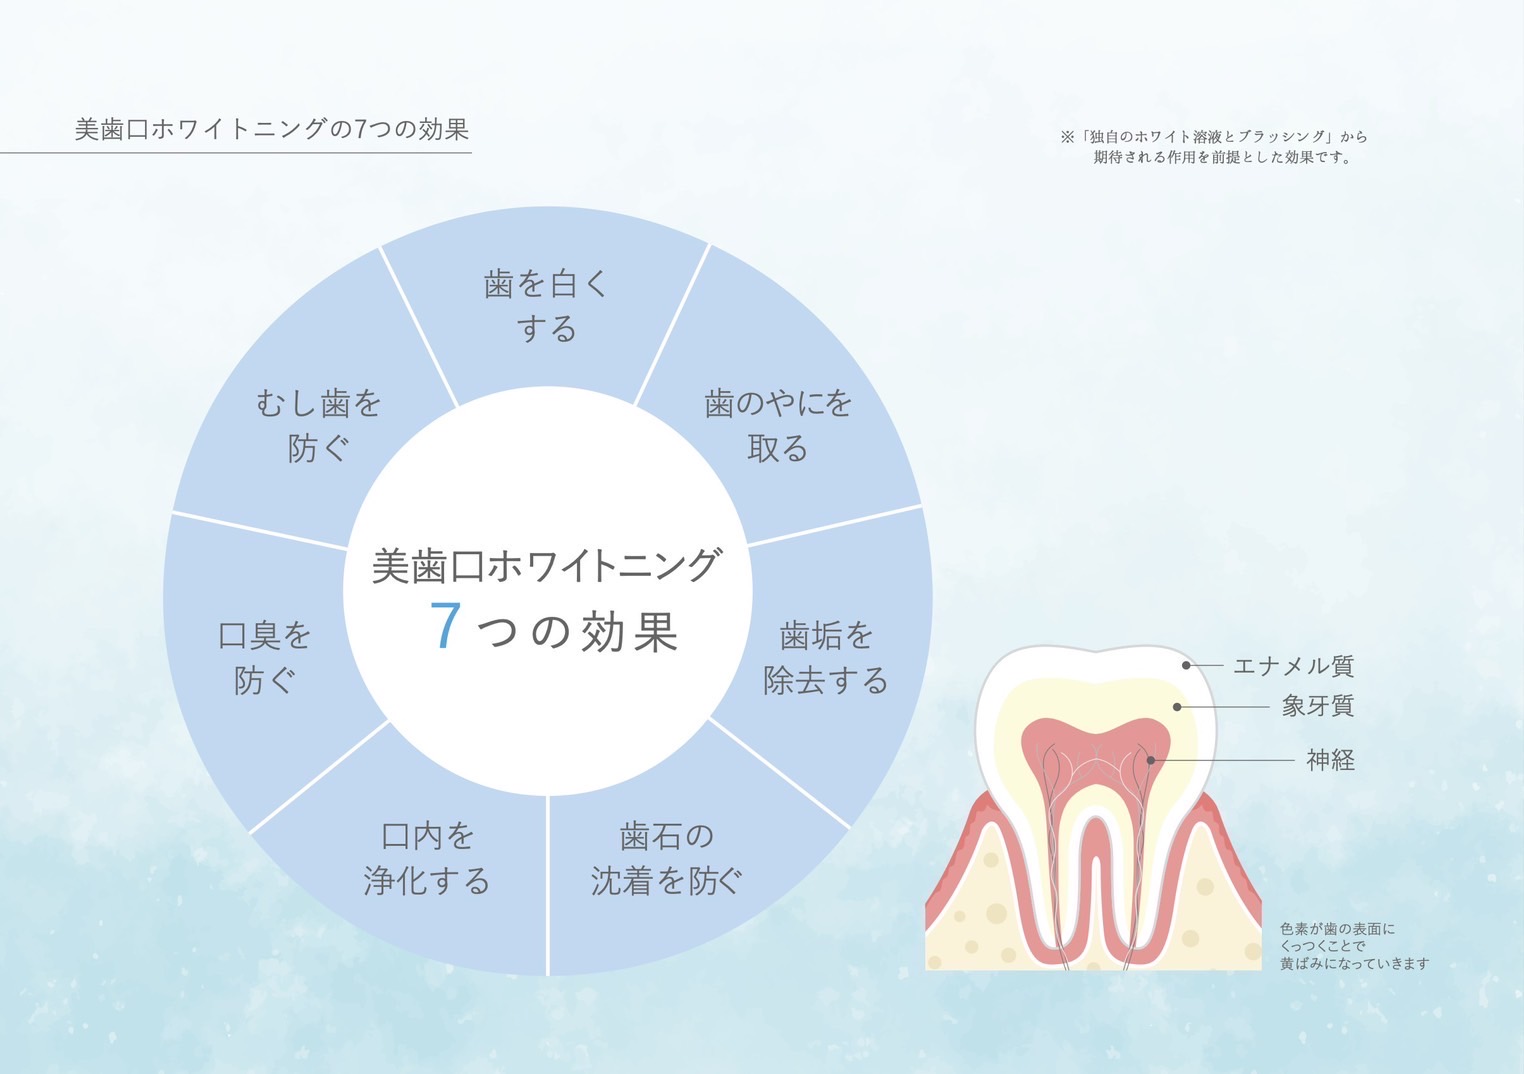 美歯口ホワイトニングの7つの効果
※「独自のホワイト溶液とブラッシング」から
期待される作用を前提とした効果です。
歯を白く
する
歯のやにを
取る
歯垢を
除去する
歯石の
沈着を防ぐ
口内を
浄化する
口臭を
防ぐ
むし歯を
防ぐ
美歯口ホワイトニング
7つの効果
エナメル質
象牙質
神経
色素が歯の表面に
くっつくことで
黄ばみになっていきます